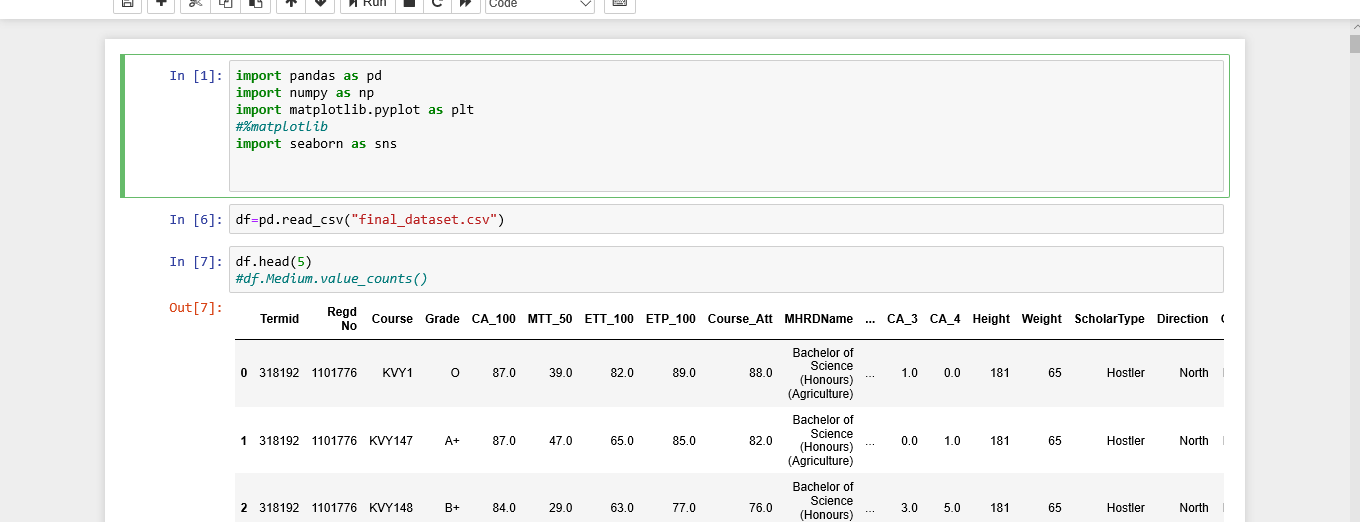 Run
Code
In [1]:
import pandas as pd
import numpy as np
import matplotlib.pyplot as plt
#%matplotlib
import seaborn as sns
In [6]:
df=pd.read_csv("final_dataset.csv")
In [7]:
df.head(5)
#df.Medium.value_counts()
Out[7]:
Termid Regd No Course Grade CA_100 MTT_50 ETT_100 ETP_100 Course_Att MHRDName ... CA_3 CA_4 Height Weight ScholarType Direction
0 318192 1101776 KVY1 O 87.0 39.0 82.0 89.0 88.0 Bachelor of Science (Honours) (Agriculture) ... 1.0 0.0 181 65 Hostler North
1 318192 1101776 KVY147 A+ 87.0 47.0 65.0 85.0 82.0 Bachelor of Science (Honours) (Agriculture) ... 0.0 1.0 181 65 Hostler North
2 318192 1101776 KVY148 B+ 84.0 29.0 63.0 77.0 76.0 Bachelor of Science (Honours) ... 3.0 5.0 181 65 Hostler North